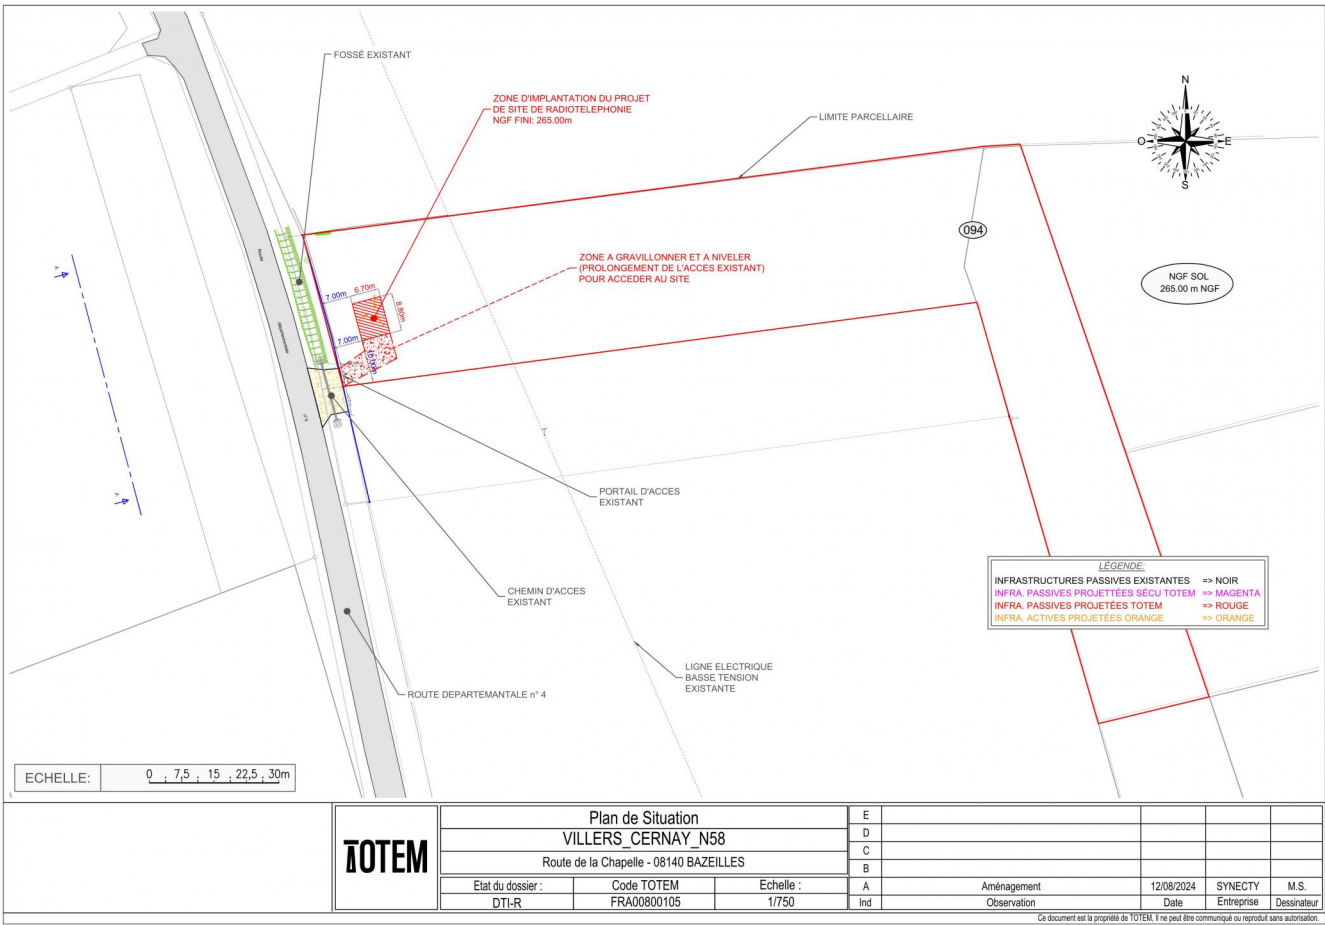 FOSSÉ EXISTANT
ZONE D'IMPLANTATION DU PROJET
DE SITE DE RADIOTELEPHONIE
NGF FINI: 265.00m
LIMITE PARCELLAIRE
N
O
E
S
094
NGF SOL
265.00 m NGF
ZONE A GRAVILLONNER ET A NIVELER
(PROLONGEMENT DE L'ACCES EXISTANT)
POUR ACCEDER AU SITE
Route
Départementale
n°4
A
A
7.00m
6.70m
8.80m
7.00m
10.00m
PORTAIL D'ACCES
EXISTANT
CHEMIN D'ACCES
EXISTANT
LIGNE ELECTRIQUE
BASSE TENSION
EXISTANTE
ROUTE DEPARTEMANTALE n° 4
LÉGENDE:
INFRASTRUCTURES PASSIVES EXISTANTES => NOIR
INFRA. PASSIVES PROJETTÉES SÉCU TOTEM => MAGENTA
INFRA. PASSIVES PROJETÉES TOTEM => ROUGE
INFRA. ACTIVES PROJETÉES ORANGE => ORANGE
ECHELLE: 0 7,5 15 22,5 30m
TOTEM
Plan de Situation
VILLERS_CERNAY_N58
Route de la Chapelle - 08140 BAZEILLES
Etat du dossier : Code TOTEM Echelle :
DTI-R FRA00800105 1/750
E
D
C
B
A Aménagement 12/08/2024 SYNECTY M.S.
Ind Observation Date Entreprise Dessinateur
Ce document est la propriété de TOTEM, Il ne peut être communiqué ou reproduit sans autorisation.